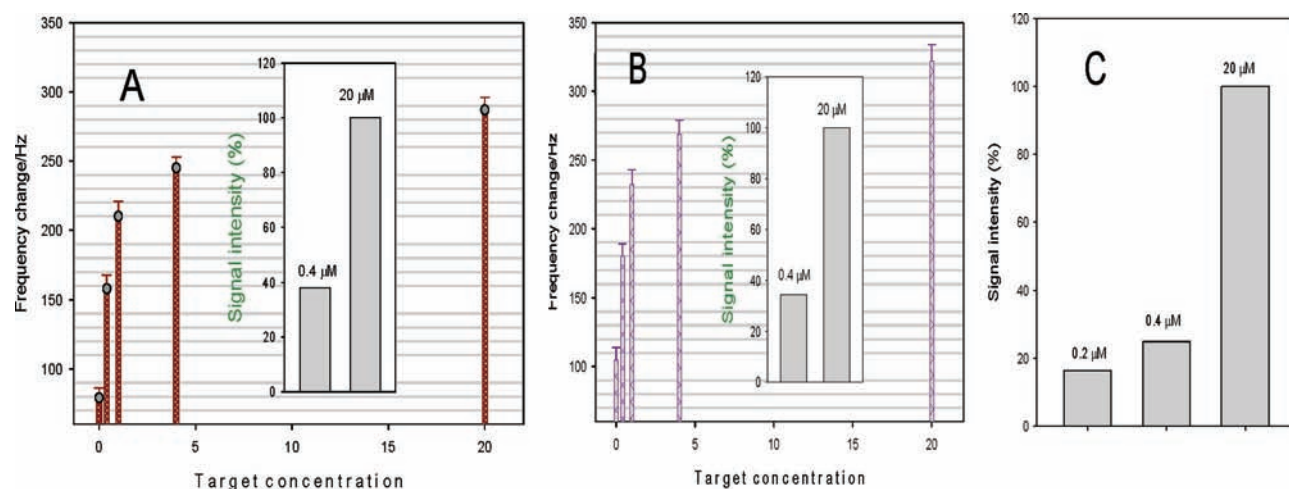 A
350
300
250
200
150
100
Frequency change/Hz
0
5
10
15
20
Target concentration
120
100
80
60
40
20
0
Signal intensity (%)
0.4 µM
20 µM
B
350
300
250
200
150
100
Frequency change/Hz
0
5
10
15
20
Target concentration
120
100
80
60
40
20
0
Signal intensity (%)
0.4 µM
20 µM
C
120
100
80
60
40
20
0
Signal intensity (%)
0.2 µM
0.4 µM
20 µM